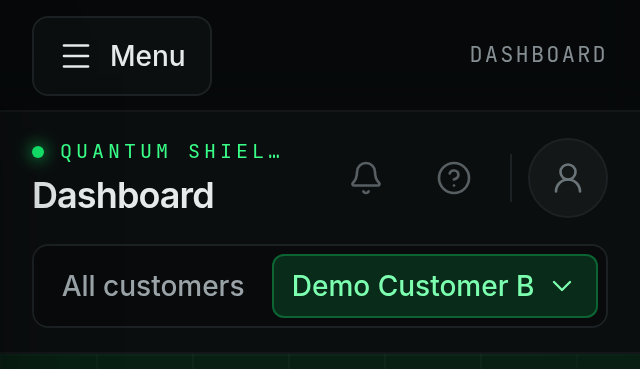 Menu
DASHBOARD
QUANTUM SHIEL…
Dashboard
All customers
Demo Customer B